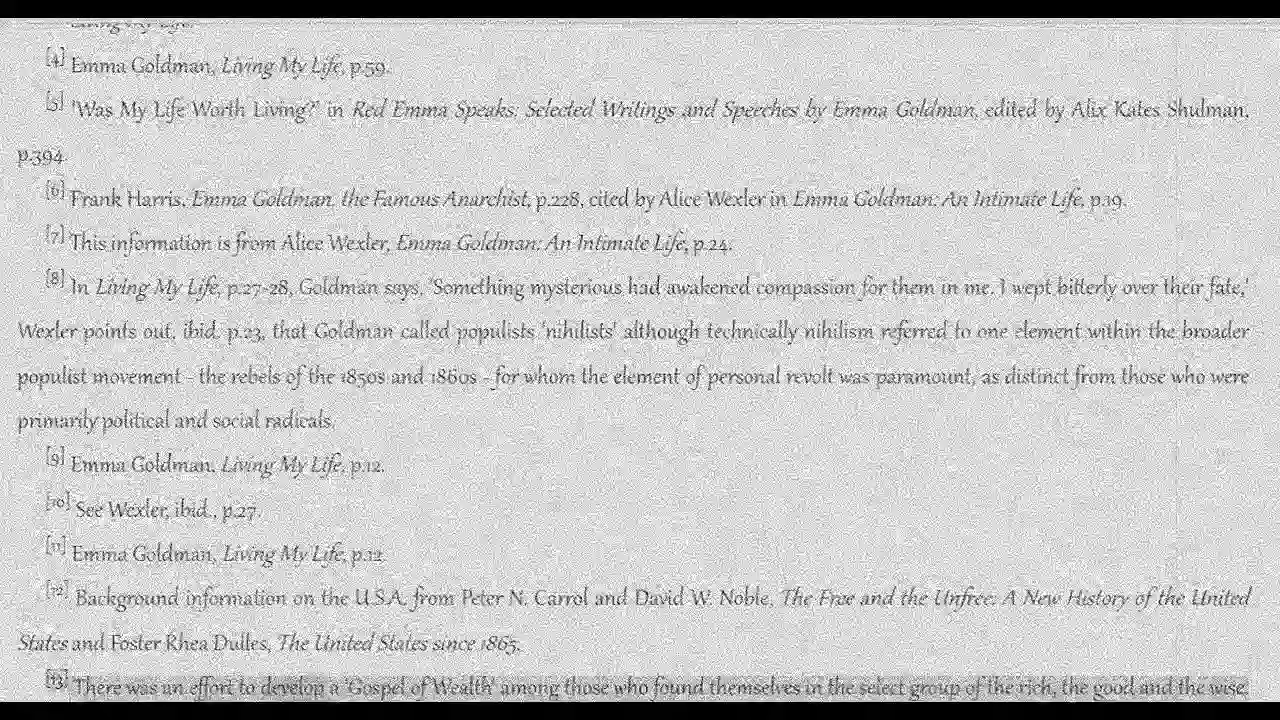 [4] Emma Goldman, Living My Life, p.59.
[5] 'Was My Life Worth Living?' in Red Emma Speaks: Selected Writings and Speeches by Emma Goldman, edited by Alix Kates Shulman,
p.394.
[6] Frank Harris, Emma Goldman, the Famous Anarchist, p.228, cited by Alice Wexler in Emma Goldman: An Intimate Life, p.19.
[7] This information is from Alice Wexler, Emma Goldman: An Intimate Life, p.24.
[8] In Living My Life, p.27-28, Goldman says, 'Something mysterious had awakened compassion for them in me. I wept bitterly over their fate,'
Wexler points out, ibid. p.23, that Goldman called populists 'nihilists' although technically nihilism referred to one element within the broader
populist movement - the rebels of the 1850s and 1860s - for whom the element of personal revolt was paramount, as distinct from those who were
primarily political and social radicals.
[9] Emma Goldman, Living My Life, p.12.
[10] See Wexler, ibid., p.27.
[11] Emma Goldman, Living My Life, p.12.
[12] Background information on the U.S.A. from Peter N. Carrol and David W. Noble, The Free and the Unfree: A New History of the United
States and Foster Rhea Dulles, The United States since 1865.
[13] There was an effort to develop a 'Gospel of Wealth' among those who found themselves in the select group of the rich, the good and the wise.